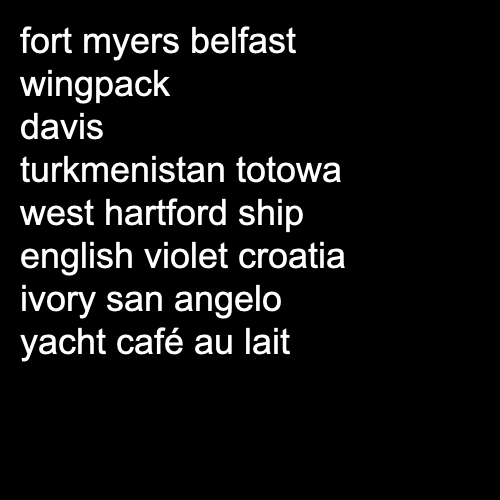 fort myers belfast
wingpack
davis
turkmenistan totowa
west hartford ship
english violet croatia
ivory san angelo
yacht café au lait